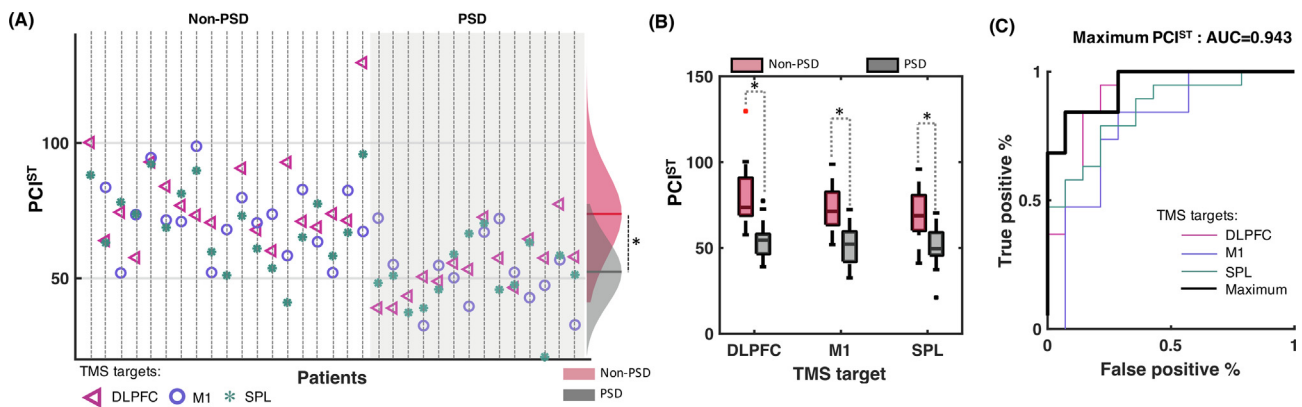 (A)
Non-PSD
PSD
PCI^ST
100
50
*
Patients
TMS targets:
DLPFC M1 SPL
Non-PSD
PSD
(B)
Non-PSD PSD
PCI^ST
150
100
50
0
* * *
DLPFC M1 SPL
TMS target
(C)
Maximum PCI^ST : AUC=0.943
True positive %
1
0.5
0
TMS targets:
DLPFC
M1
SPL
Maximum
0 0.5 1
False positive %